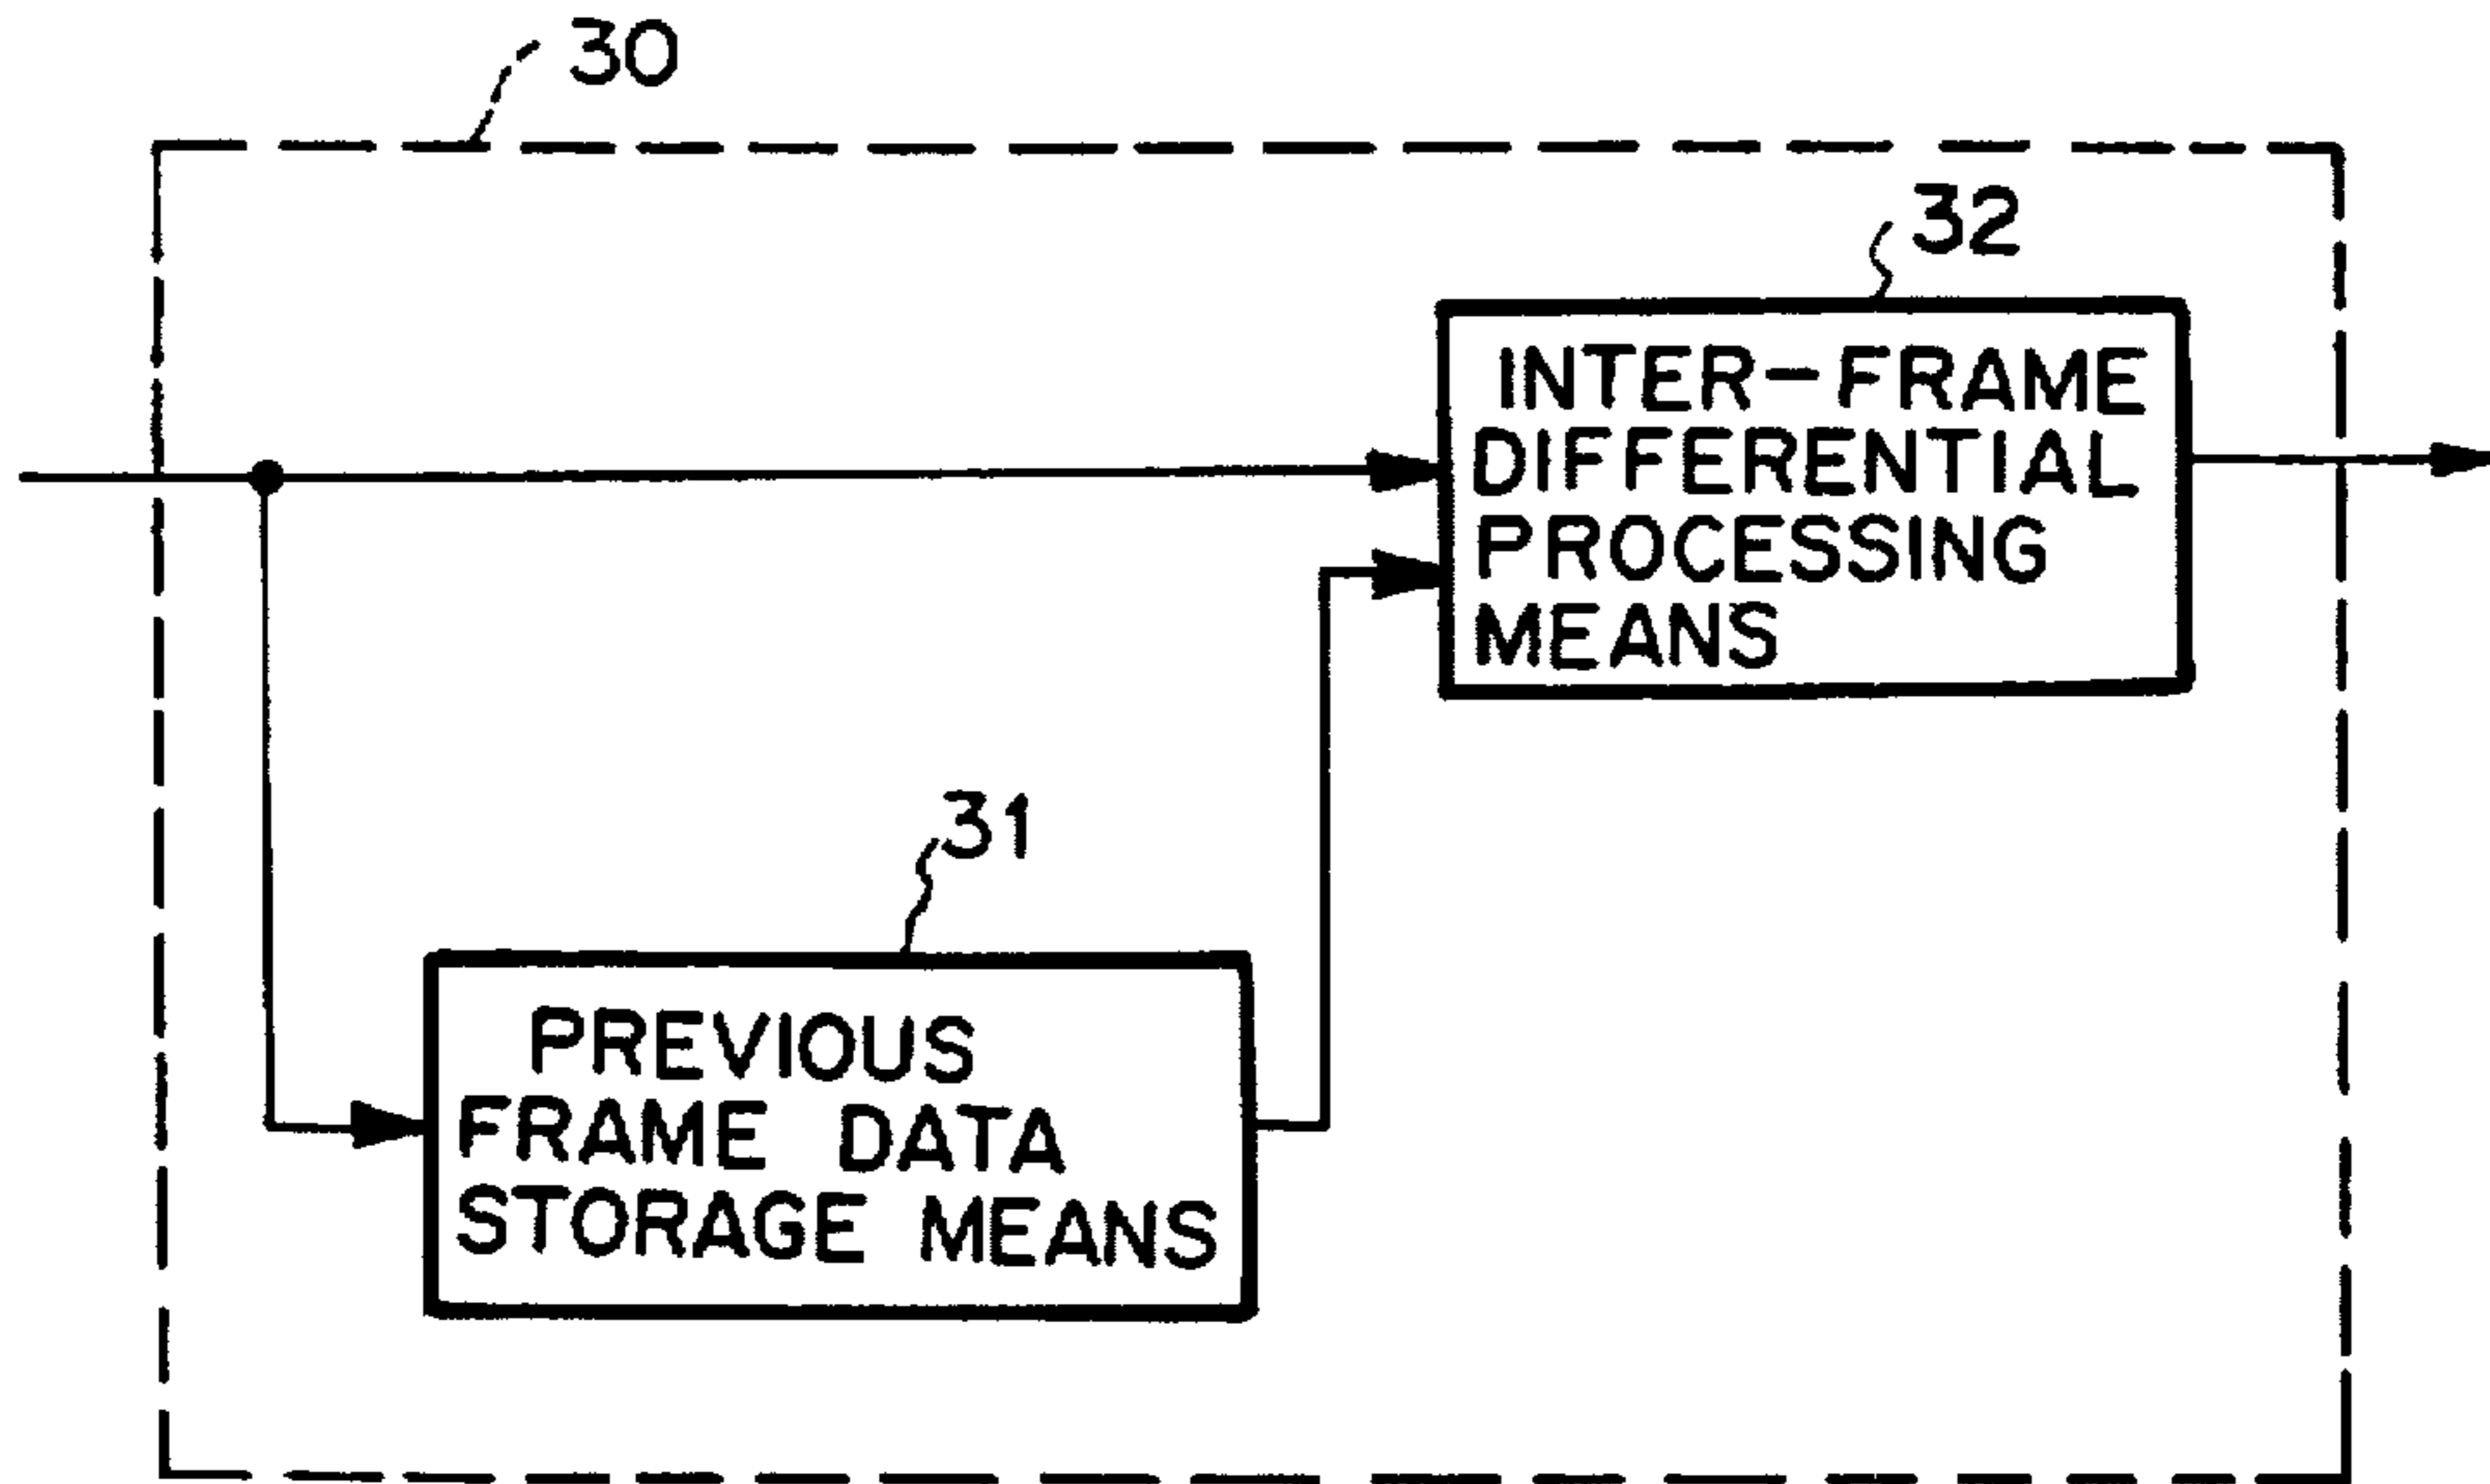 30
32
INTER-FRAME
DIFFERENTIAL
PROCESSING
MEANS
31
PREVIOUS
FRAME DATA
STORAGE MEANS